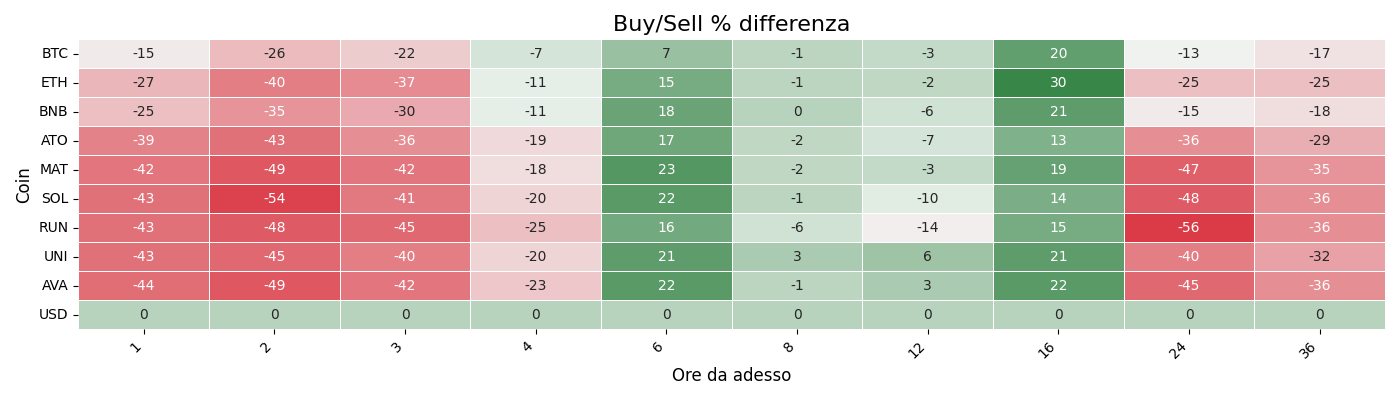 Buy/Sell % differenza
Coin
BTC -15 -26 -22 -7 7 -1 -3 20 -13 -17
ETH -27 -40 -37 -11 15 -1 -2 30 -25 -25
BNB -25 -35 -30 -11 18 0 -6 21 -15 -18
ATO -39 -43 -36 -19 17 -2 -7 13 -36 -29
MAT -42 -49 -42 -18 23 -2 -3 19 -47 -35
SOL -43 -54 -41 -20 22 -1 -10 14 -48 -36
RUN -43 -48 -45 -25 16 -6 -14 15 -56 -36
UNI -43 -45 -40 -20 21 3 6 21 -40 -32
AVA -44 -49 -42 -23 22 -1 3 22 -45 -36
USD 0 0 0 0 0 0 0 0 0 0
1 2 3 4 6 8 12 16 24 36
Ore da adesso